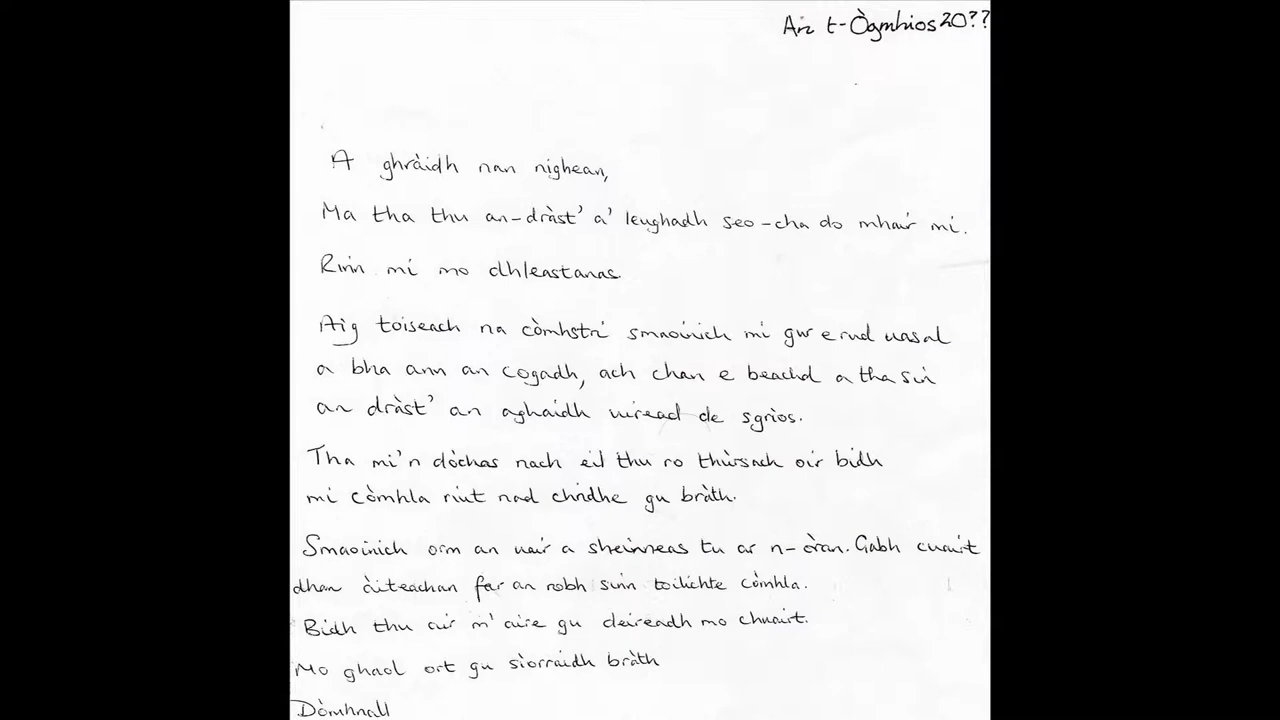 An t-Ògmhios 20??
A ghràidh nan nighean,
Ma tha thu an-dràst' a' leughadh seo-cha do mhair mi.
Rinn mi mo dhleastanas
Aig toiseach na còmhstri smaoinich mi gur e rud uasal
a bha ann an cogadh, ach chan e beachd a tha sin
an dràst' an aghaidh uiread de sgrios.
Tha mi'n dòchas nach eil thu ro thùrsach oir bidh
mi còmhla riut nad chridhe gu bràth.
Smaoinich orm an uair a sheinneas tu ar n-òran. Gabh cuairt
dhan àiteachan far an robh sinn toilichte còmhla.
Bidh thu air m'aire gu deireadh mo chuairt.
Mo ghaol ort gu sìorraidh bràth
Dòmhnall